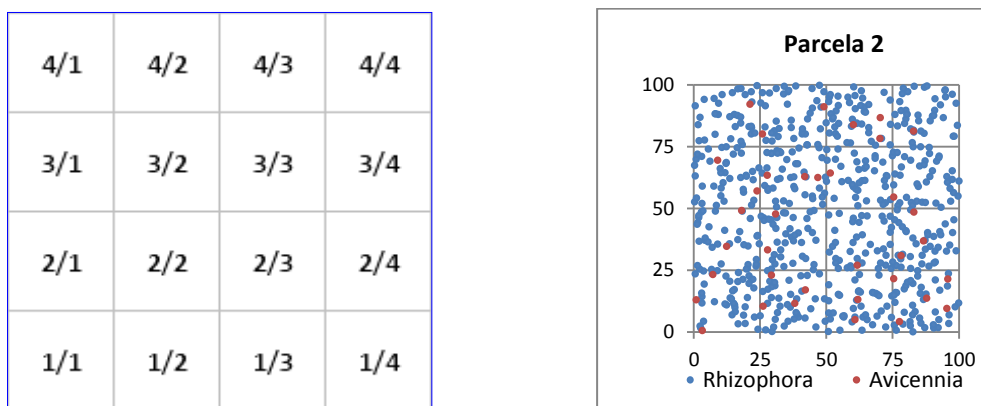 4/1 4/2 4/3 4/4
3/1 3/2 3/3 3/4
2/1 2/2 2/3 2/4
1/1 1/2 1/3 1/4
Parcela 2
100
75
50
25
0
0 25 50 75 100
Rhizophora Avicennia